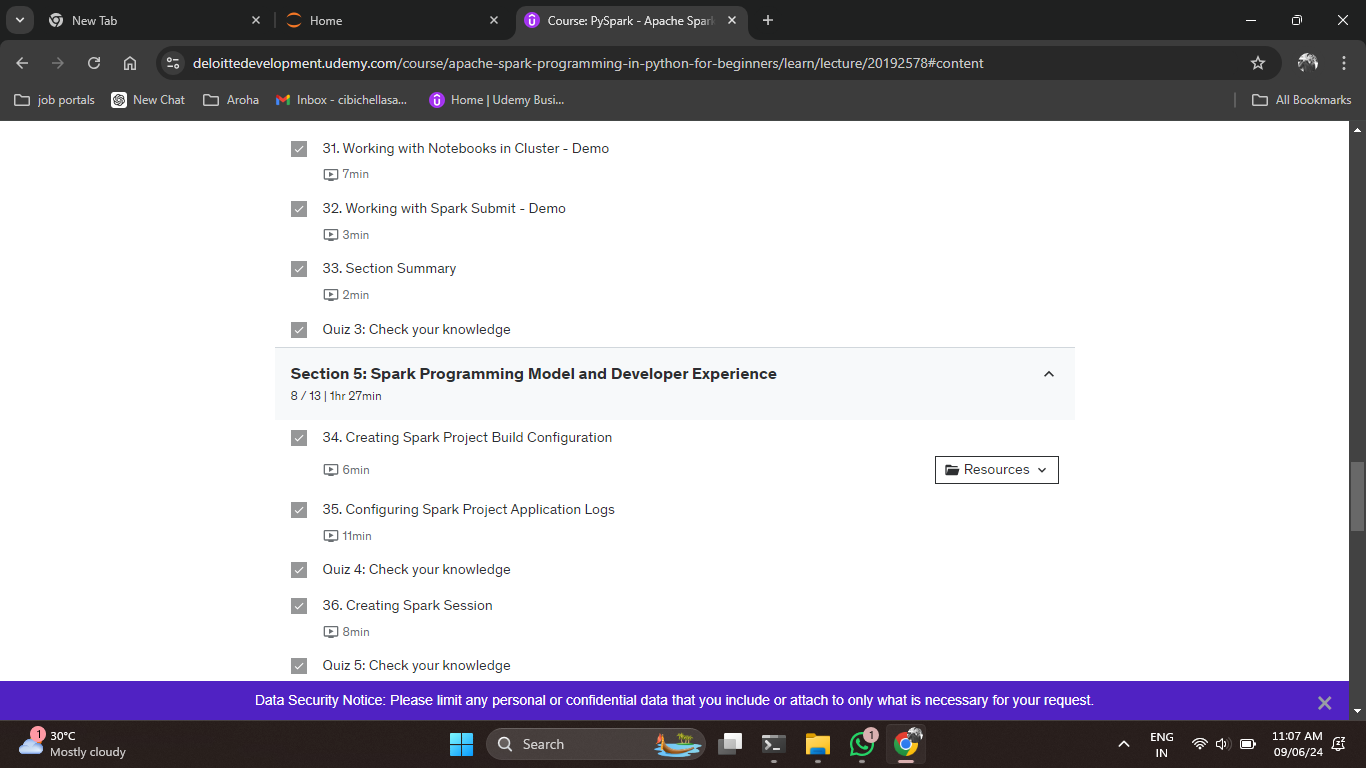 New Tab
Home
Course: PySpark - Apache Spark
deloittedevelopment.udemy.com/course/apache-spark-programming-in-python-for-beginners/learn/lecture/20192578#content
job portals
New Chat
Aroha
Inbox - cibichellasa...
Home | Udemy Busi...
All Bookmarks
31. Working with Notebooks in Cluster - Demo
7min
32. Working with Spark Submit - Demo
3min
33. Section Summary
2min
Quiz 3: Check your knowledge
Section 5: Spark Programming Model and Developer Experience
8 / 13 | 1hr 27min
34. Creating Spark Project Build Configuration
6min
Resources
35. Configuring Spark Project Application Logs
11min
Quiz 4: Check your knowledge
36. Creating Spark Session
8min
Quiz 5: Check your knowledge
Data Security Notice: Please limit any personal or confidential data that you include or attach to only what is necessary for your request.
1
30°C
Mostly cloudy
Search
1
ENG
IN
11:07 AM
09/06/24